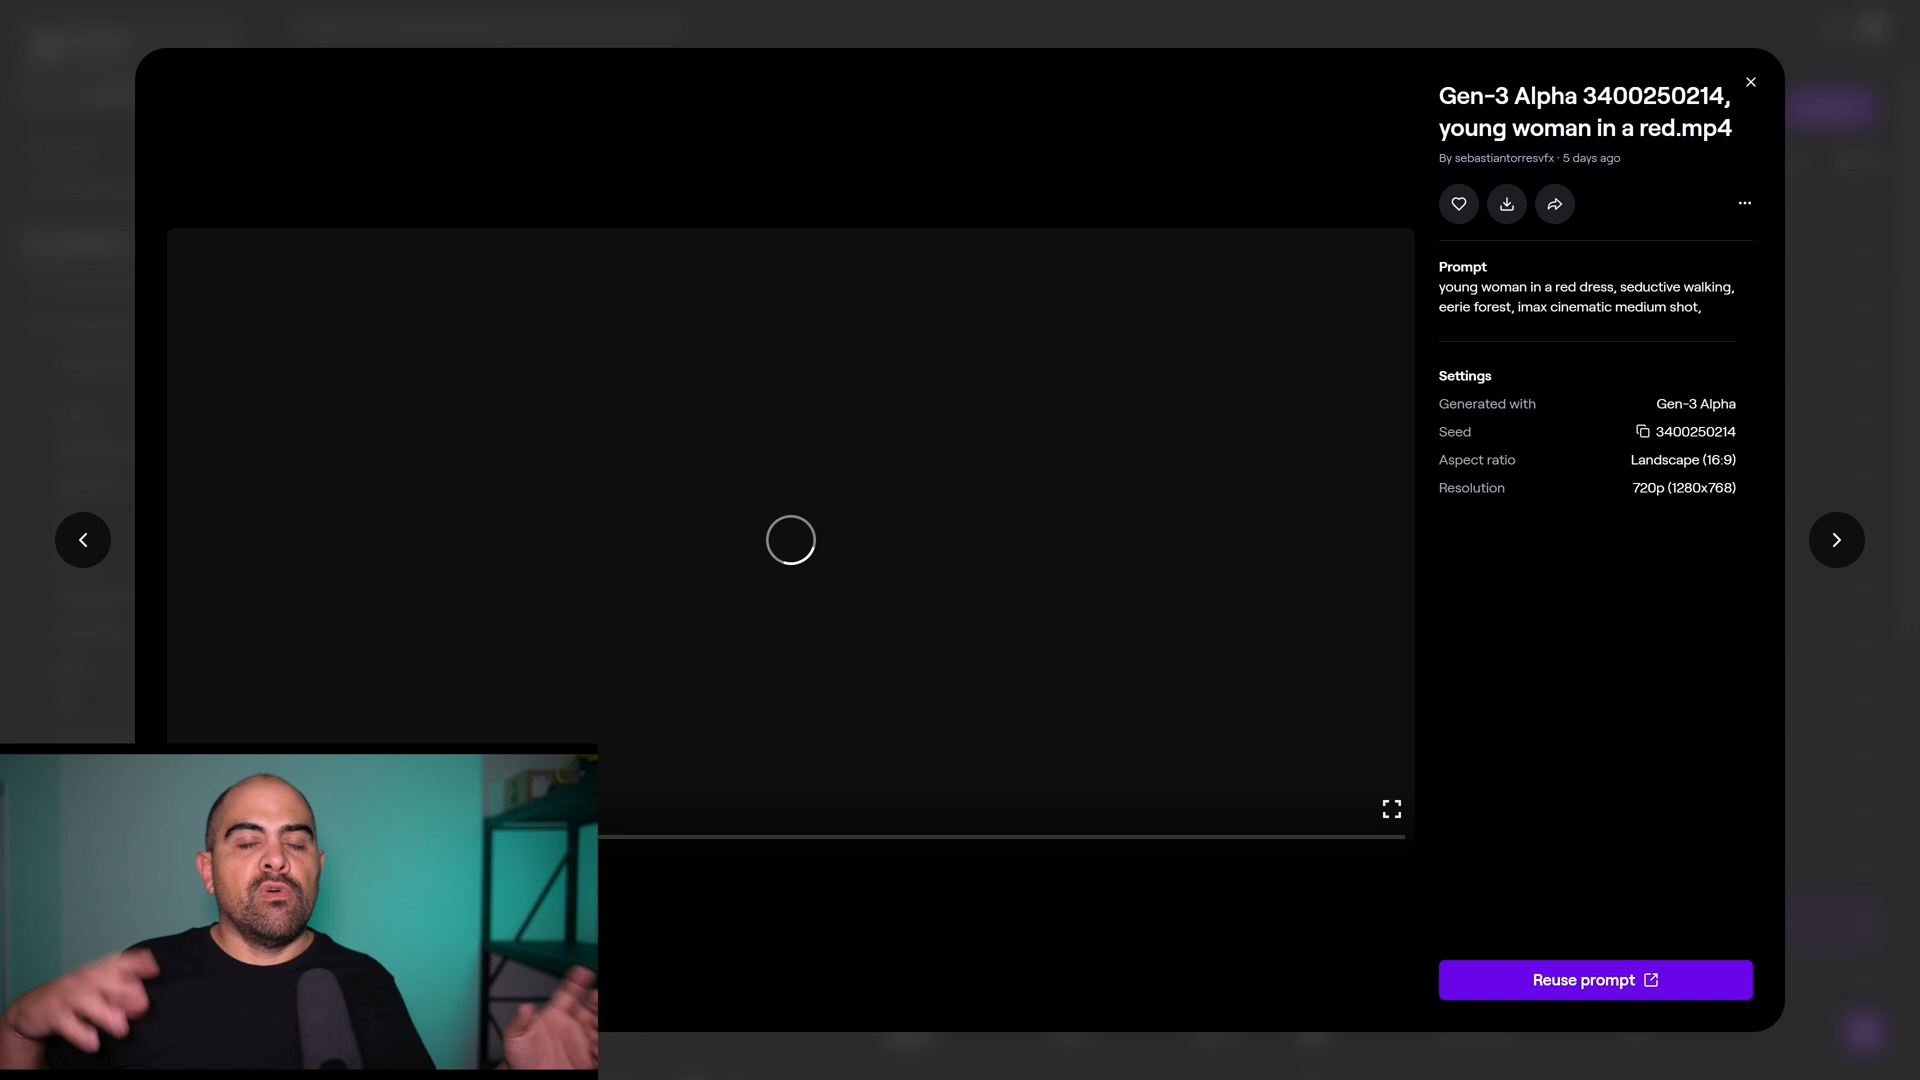 Gen-3 Alpha 3400250214,
young woman in a red.mp4
By sebastiantorresvfx · 5 days ago
Prompt
young woman in a red dress, seductive walking,
eerie forest, imax cinematic medium shot,
Settings
Generated with Gen-3 Alpha
Seed 3400250214
Aspect ratio Landscape (16:9)
Resolution 720p (1280x768)
Reuse prompt